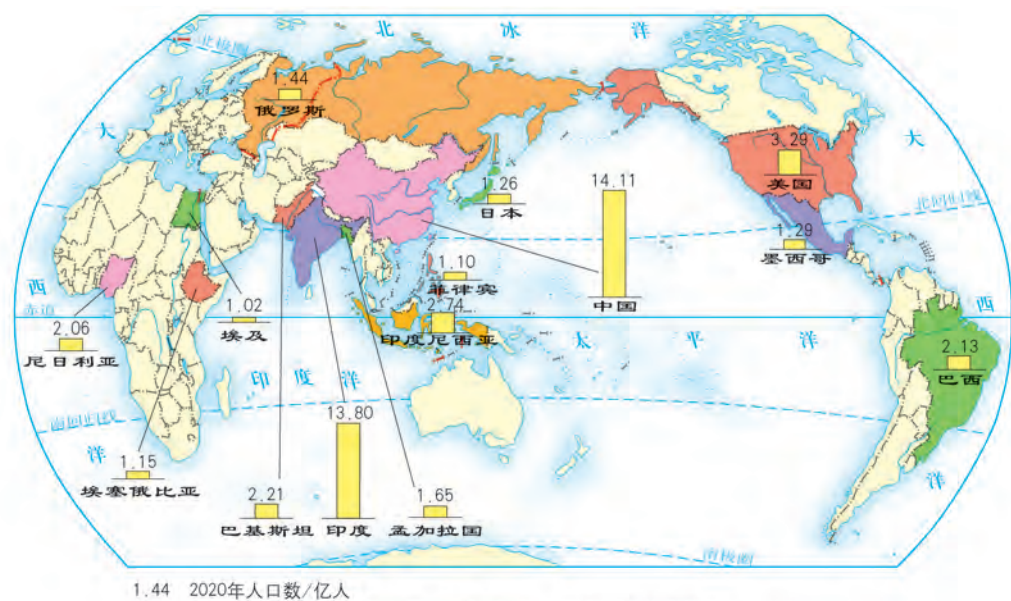 北 冰 洋
北极圈
1.44
俄罗斯
大
大
3.29
美国
1.26
日本
14.11
中国
北回归线
1.29
墨西哥
1.10
菲律宾
西
西
赤道
2.06
尼日利亚
1.02
埃及
2.74
印度尼西亚
太 平 洋
2.13
巴西
印 度 洋
南回归线
13.80
印度
洋
洋
1.15
埃塞俄比亚
2.21
巴基斯坦
1.65
孟加拉国
南极圈
1.44 2020年人口数/亿人